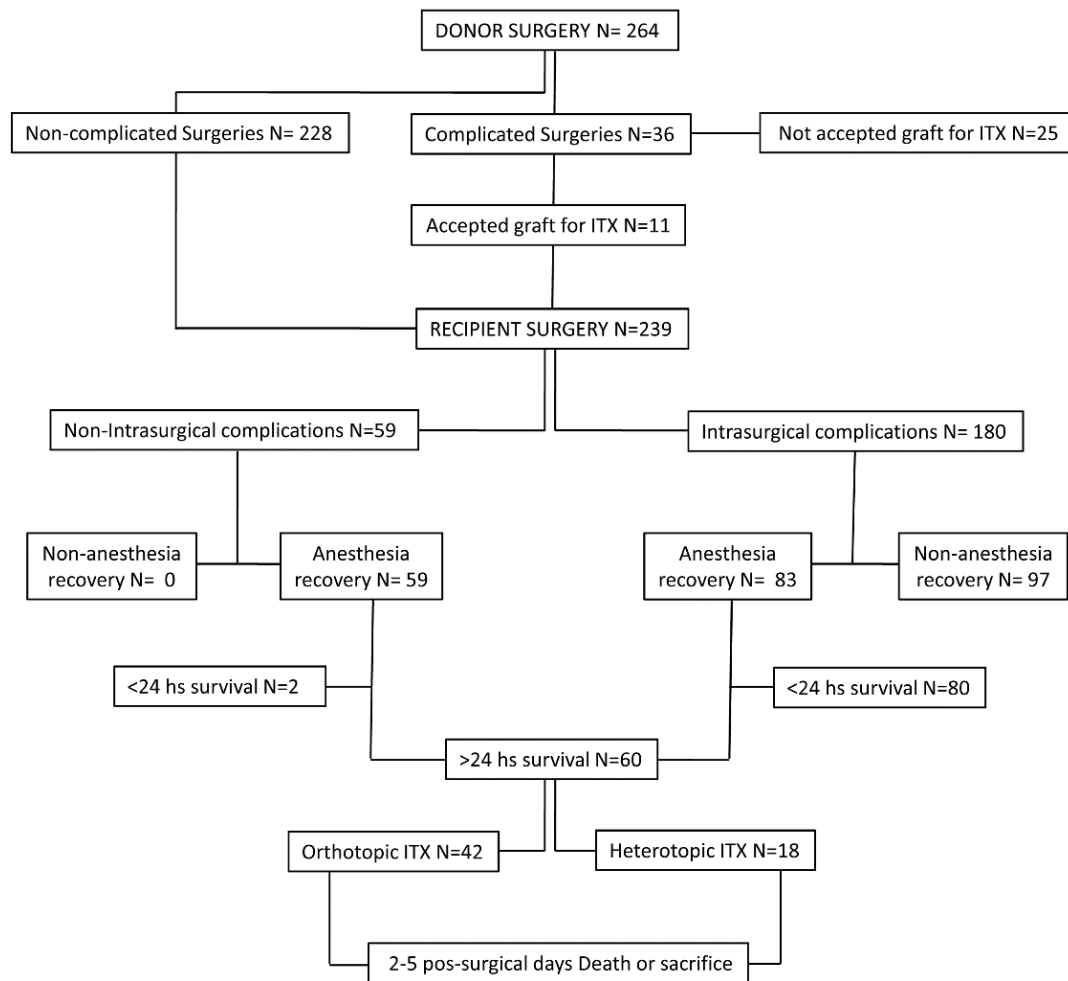 DONOR SURGERY N= 264
Non-complicated Surgeries N= 228
Complicated Surgeries N=36
Not accepted graft for ITX N=25
Accepted graft for ITX N=11
RECIPIENT SURGERY N=239
Non-Intrasurgical complications N=59
Intrasurgical complications N= 180
Non-anesthesia
recovery N= 0
Anesthesia
recovery N= 59
Anesthesia
recovery N= 83
Non-anesthesia
recovery N= 97
<24 hs survival N=2
<24 hs survival N=80
>24 hs survival N=60
Orthotopic ITX N=42
Heterotopic ITX N=18
2-5 pos-surgical days Death or sacrifice